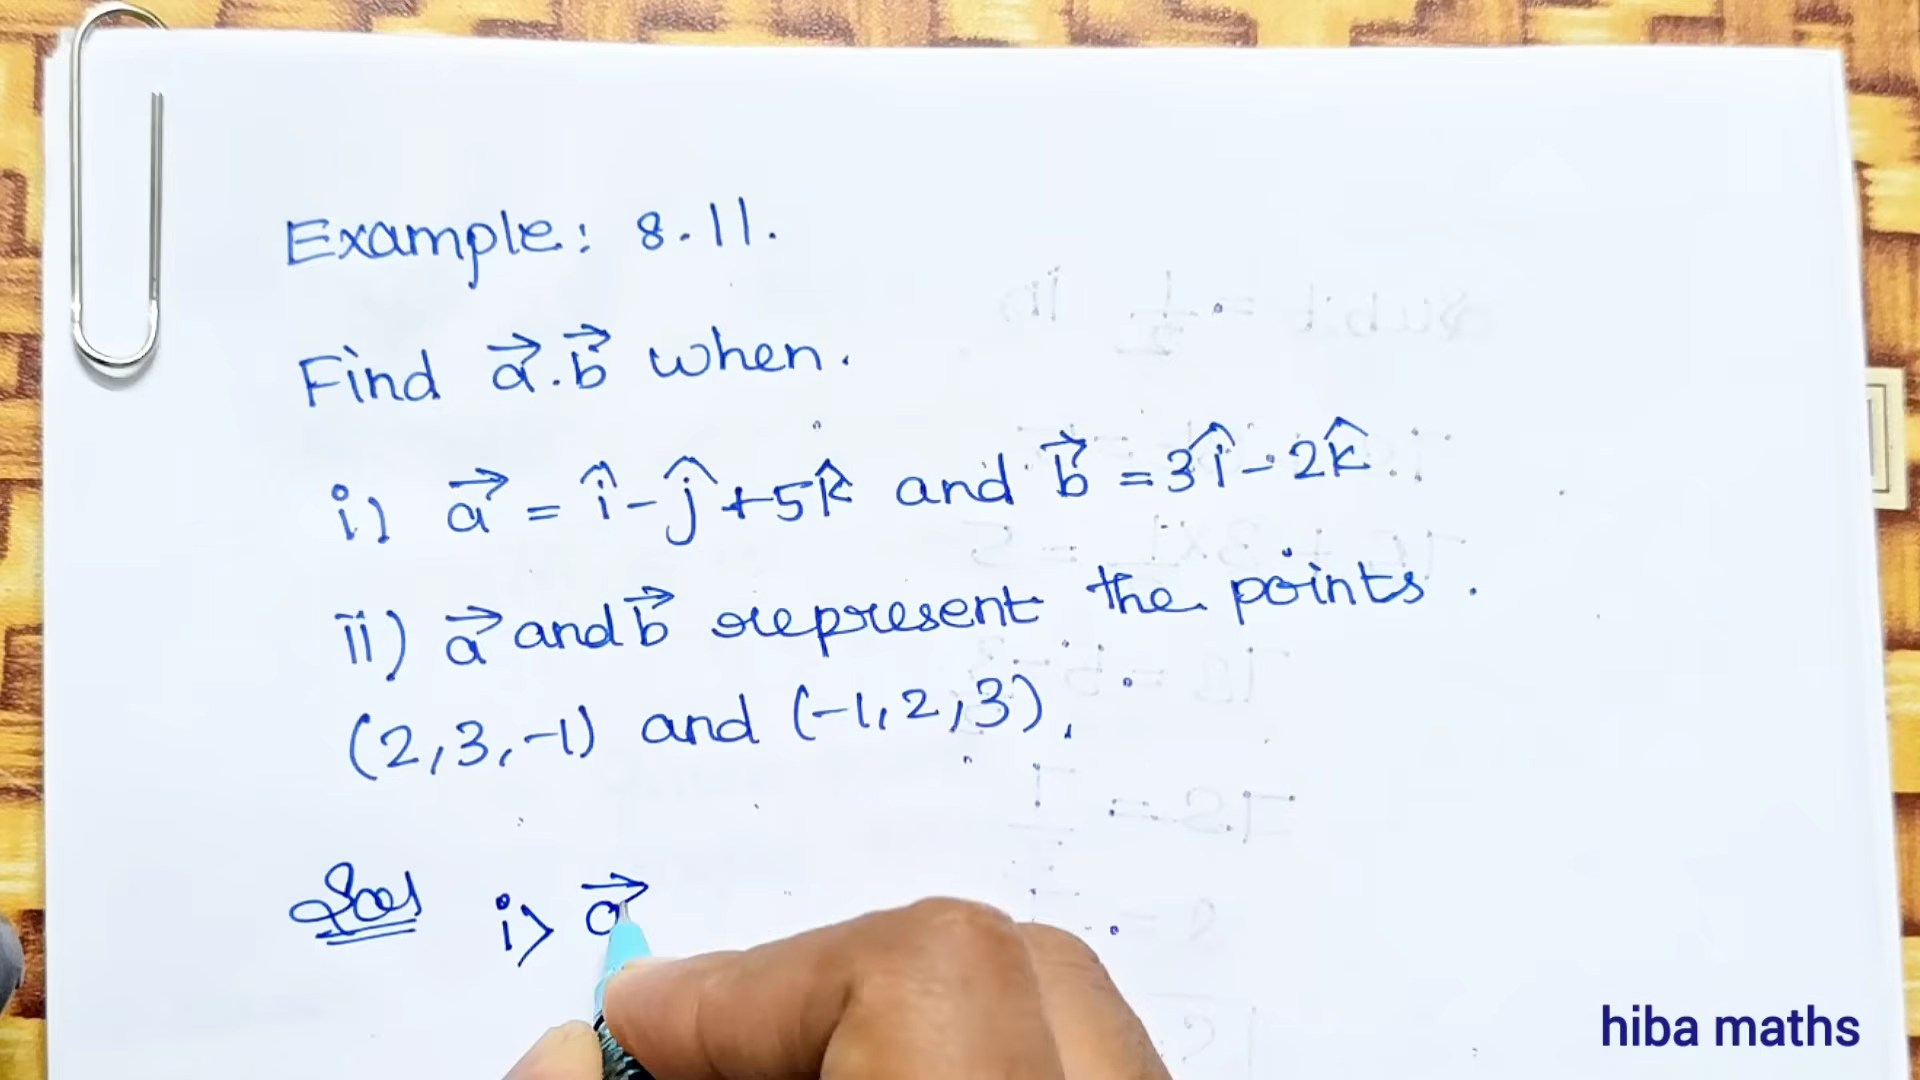 Example: 8.11.
Find a⃗.b⃗ when.
i) a⃗ = î-ĵ+5k̂ and b⃗ = 3î-2k̂.
ii) a⃗ and b⃗ represent the points.
(2,3,-1) and (-1,2,3).
Sol i) a⃗
hiba maths